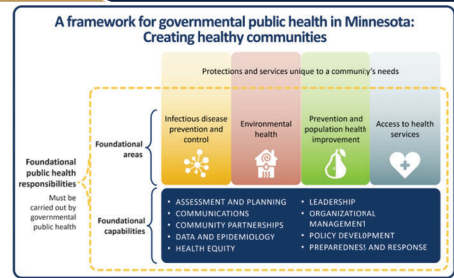 A framework for governmental public health in Minnesota:
Creating healthy communities
Protections and services unique to a community's needs
Foundational
public health
responsibilities
Must be
carried out by
governmental
public health
Foundational
areas
Infectious disease
prevention and
control
Environmental
health
Prevention and
population health
improvement
Access to health
services
Foundational
capabilities
• ASSESSMENT AND PLANNING
• COMMUNICATIONS
• COMMUNITY PARTNERSHIPS
• DATA AND EPIDEMIOLOGY
• HEALTH EQUITY
• LEADERSHIP
• ORGANIZATIONAL
MANAGEMENT
• POLICY DEVELOPMENT
• PREPAREDNESS AND RESPONSE